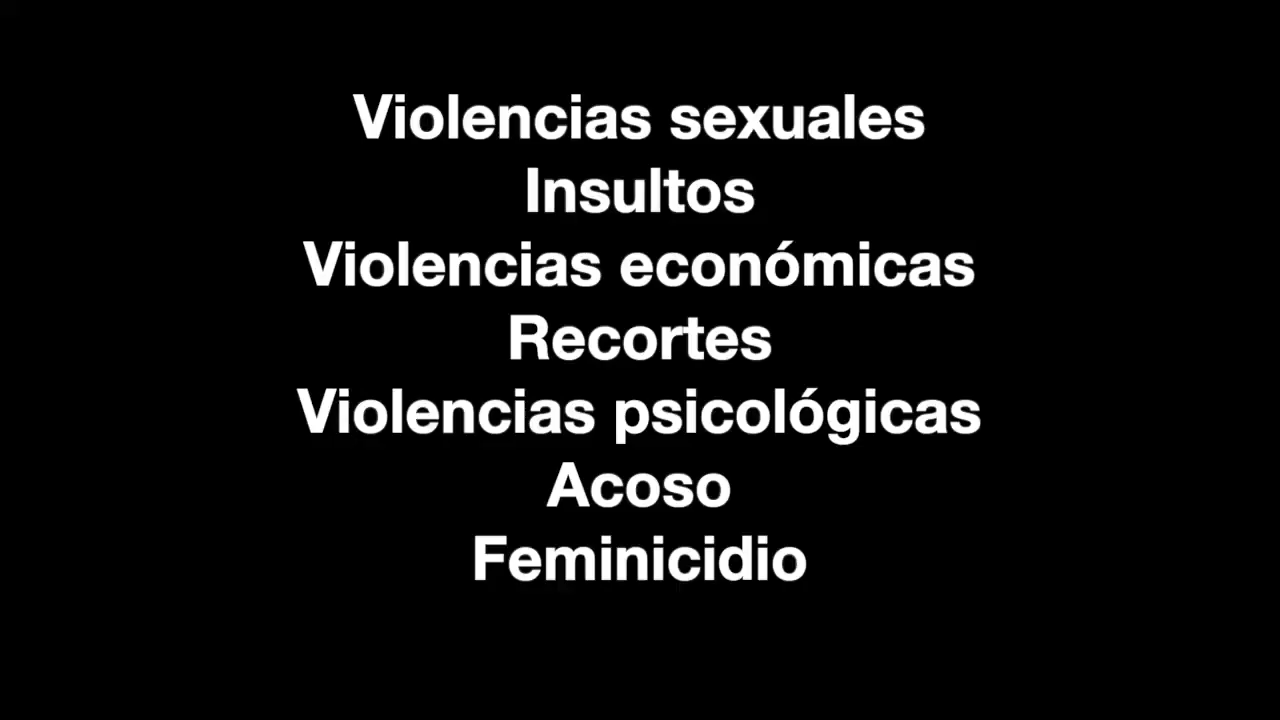 Violencias sexuales
Insultos
Violencias económicas
Recortes
Violencias psicológicas
Acoso
Feminicidio